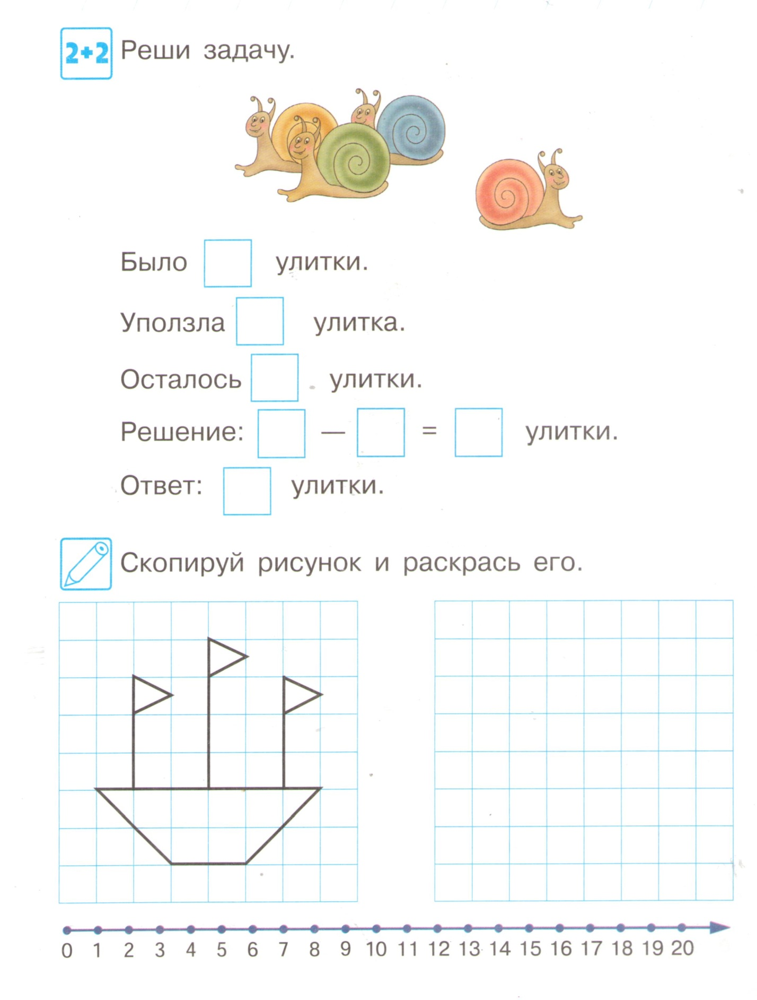 2+2 Реши задачу.
Было улитки.
Уползла улитка.
Осталось улитки.
Решение: — = улитки.
Ответ: улитки.
Скопируй рисунок и раскрась его.
0 1 2 3 4 5 6 7 8 9 10 11 12 13 14 15 16 17 18 19 20